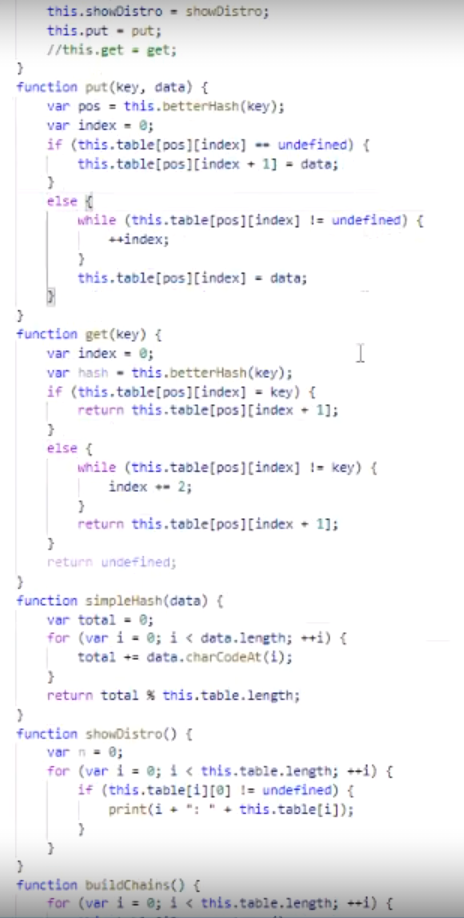 this.showDistro = showDistro;
this.put = put;
//this.get = get;
}
function put(key, data) {
var pos = this.betterHash(key);
var index = 0;
if (this.table[pos][index] == undefined) {
this.table[pos][index + 1] = data;
}
else {
while (this.table[pos][index] != undefined) {
++index;
}
this.table[pos][index] = data;
}
}
function get(key) {
var index = 0;
var hash = this.betterHash(key);
if (this.table[pos][index] = key) {
return this.table[pos][index + 1];
}
else {
while (this.table[pos][index] != key) {
index += 2;
}
return this.table[pos][index + 1];
}
return undefined;
}
function simpleHash(data) {
var total = 0;
for (var i = 0; i < data.length; ++i) {
total += data.charCodeAt(i);
}
return total % this.table.length;
}
function showDistro() {
var n = 0;
for (var i = 0; i < this.table.length; ++i) {
if (this.table[i][0] != undefined) {
print(i + ": " + this.table[i]);
}
}
}
function buildChains() {
for (var i = 0; i < this.table.length; ++i) {